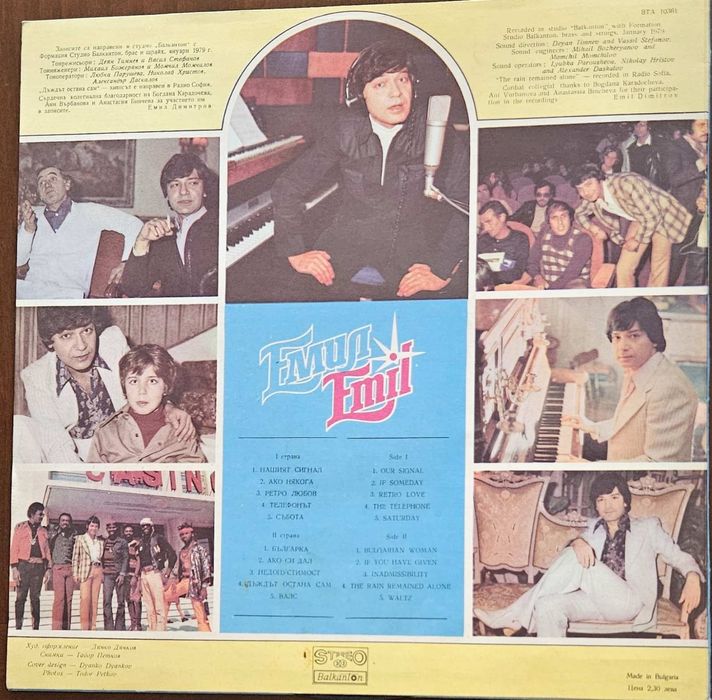 Записите са направени в студио „Балкантон" с
Формация Студио Балкантон, брас и щрайх, януари 1979 г.
Тонрежисьори: Деян Тимнев и Васил Стефанов
Тонинженери: Михаил Божерянов и Момчил Момчилов
Тоноператори: Любка Парушева, Николай Христов,
Александър Даскалов
„Дъждът остана сам" — записът е направен в Радио София.
Сърдечна колегиална благодарност на Богдана Карадочева,
Ани Върбанова и Анастасия Бинчева за участието им
в записите.
Емил Димитров
ВТА 10361
Recorded in studio "Balkanton" with Formation
Studio Balkanton, brass and strings, January 1979.
Sound direction: Deyan Timnev and Vassil Stefanov
Sound engineers: Mihail Bozheryanov and
Momchil Momchilov
Sound operators: Lyubka Parousheva, Nikolay Hristov
and Alexander Daskalov
"The rain remained alone" — recorded in Radio Sofia.
Cordial collegial thanks to Bogdana Karadocheva,
Ani Vurbanova and Anastassia Bincheva for their participa-
tion in the recordings
Emil Dimitrov
Емил
Emil
I страна
1. НАШИЯТ СИГНАЛ
2. АКО НЯКОГА
3. РЕТРО ЛЮБОВ
4. ТЕЛЕФОНЪТ
5. СЪБОТА
Side I
1. OUR SIGNAL
2. IF SOMEDAY
3. RETRO LOVE
4. THE TELEPHONE
5. SATURDAY
II страна
1. БЪЛГАРКА
2. АКО СИ ДАЛ
3. НЕДОПУСТИМОСТ
4. ДЪЖДЪТ ОСТАНА САМ
5. ВАЛС
Side II
1. BULGARIAN WOMAN
2. IF YOU HAVE GIVEN
3. INADMISSIBILITY
4. THE RAIN REMAINED ALONE
5. WALTZ
Худ. оформление — Дянко Дянков
Снимки — Тодор Петков
Cover design — Dyanko Dyankov
Photos — Todor Petkov
STEREO
Balkanton
Made in Bulgaria
Цена 2,30 лева